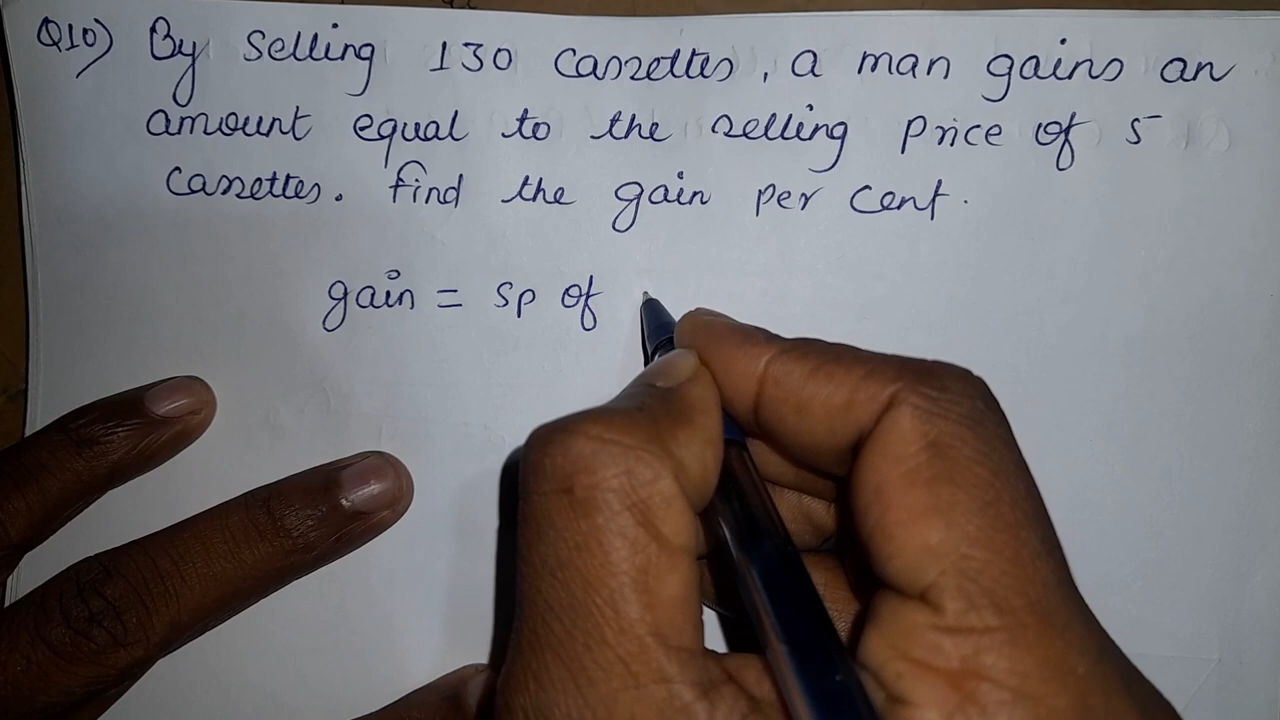 Q10) By selling 130 cassettes, a man gains an
amount equal to the selling price of 5
cassettes. find the gain per cent.
gain = SP of